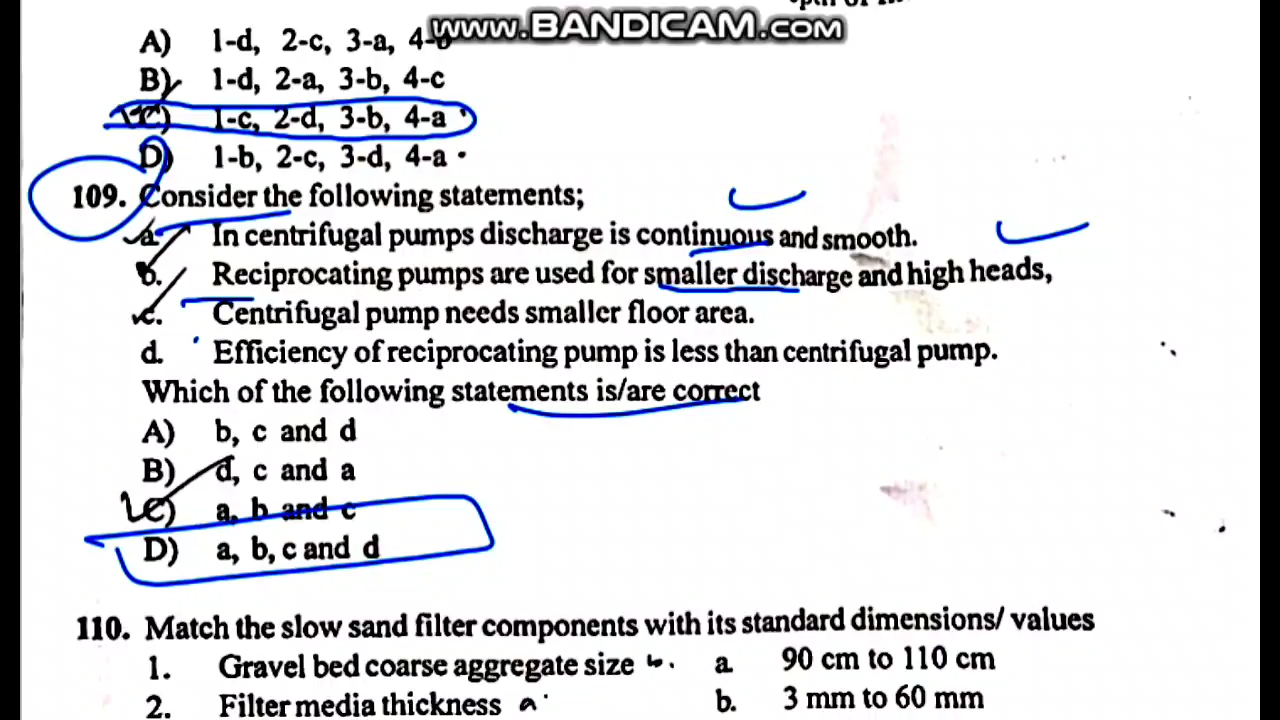 www.BANDICAM.com
A) 1-d, 2-c, 3-a, 4-b
B) 1-d, 2-a, 3-b, 4-c
C) 1-c, 2-d, 3-b, 4-a
D) 1-b, 2-c, 3-d, 4-a
109. Consider the following statements;
a. In centrifugal pumps discharge is continuous and smooth.
b. Reciprocating pumps are used for smaller discharge and high heads,
c. Centrifugal pump needs smaller floor area.
d. Efficiency of reciprocating pump is less than centrifugal pump.
Which of the following statements is/are correct
A) b, c and d
B) d, c and a
C) a, b and c
D) a, b, c and d
110. Match the slow sand filter components with its standard dimensions/ values
1. Gravel bed coarse aggregate size b. a 90 cm to 110 cm
2. Filter media thickness a b. 3 mm to 60 mm